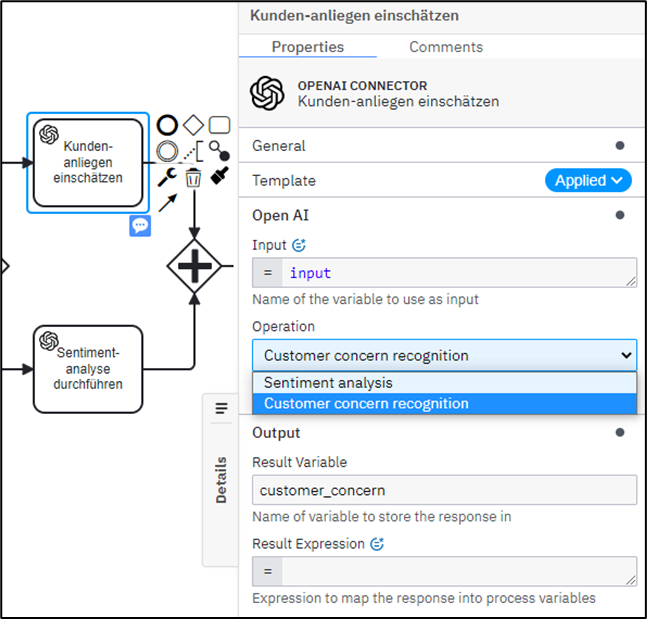 Kunden-anliegen einschätzen
Properties
Comments
OPENAI CONNECTOR
Kunden-anliegen einschätzen
General
Template
Applied
Open AI
Input
= input
Name of the variable to use as input
Operation
Customer concern recognition
Sentiment analysis
Customer concern recognition
Output
Result Variable
customer_concern
Name of variable to store the response in
Result Expression
=
Expression to map the response into process variables
Details
Kunden-
anliegen
einschätzen
Sentiment-
analyse
durchführen